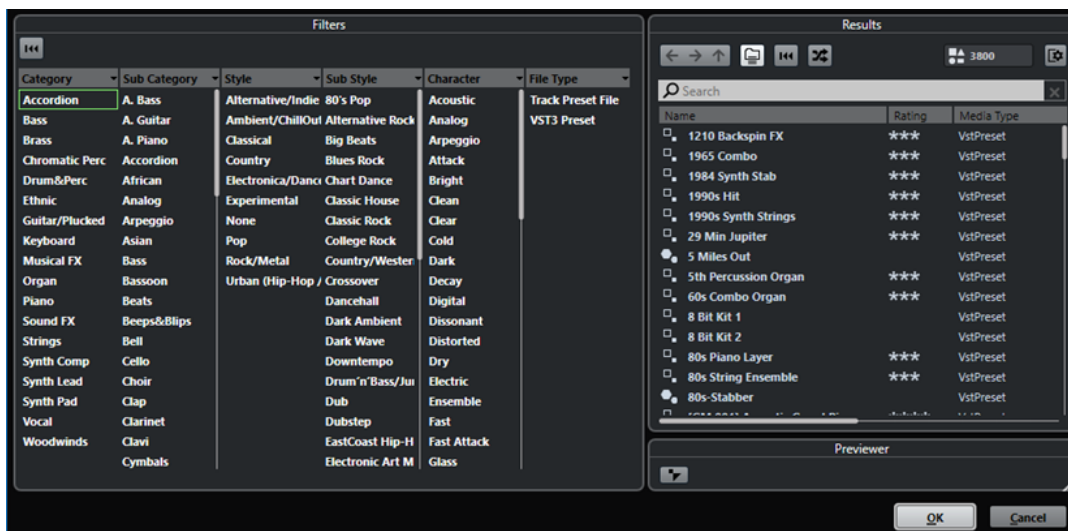 Filters
Category Sub Category Style Sub Style Character File Type
Accordion A. Bass Alternative/Indie 80's Pop Acoustic Track Preset File
Bass A. Guitar Ambient/ChillOut Alternative Rock Analog VST3 Preset
Brass A. Piano Classical Big Beats Arpeggio
Chromatic Perc Accordion Country Blues Rock Attack
Drum&Perc African Electronica/Danc Chart Dance Bright
Ethnic Analog Experimental Classic House Clean
Guitar/Plucked Arpeggio None Classic Rock Clear
Keyboard Asian Pop College Rock Cold
Musical FX Bass Rock/Metal Country/Wester Dark
Organ Bassoon Urban (Hip-Hop / Crossover Decay
Piano Beats Dancehall Digital
Sound FX Beeps&Blips Dark Ambient Dissonant
Strings Bell Dark Wave Distorted
Synth Comp Cello Downtempo Dry
Synth Lead Choir Drum'n'Bass/Ju Electric
Synth Pad Clap Dub Ensemble
Vocal Clarinet Dubstep Fast
Woodwinds Clavi EastCoast Hip-H Fast Attack
Cymbals Electronic Art M Glass
Results
3800
Search
Name Rating Media Type
1210 Backspin FX *** VstPreset
1965 Combo *** VstPreset
1984 Synth Stab *** VstPreset
1990s Hit *** VstPreset
1990s Synth Strings *** VstPreset
29 Min Jupiter *** VstPreset
5 Miles Out VstPreset
5th Percussion Organ *** VstPreset
60s Combo Organ *** VstPreset
8 Bit Kit 1 VstPreset
8 Bit Kit 2 VstPreset
80s Piano Layer *** VstPreset
80s String Ensemble *** VstPreset
80s-Stabber VstPreset
Previewer
OK Cancel